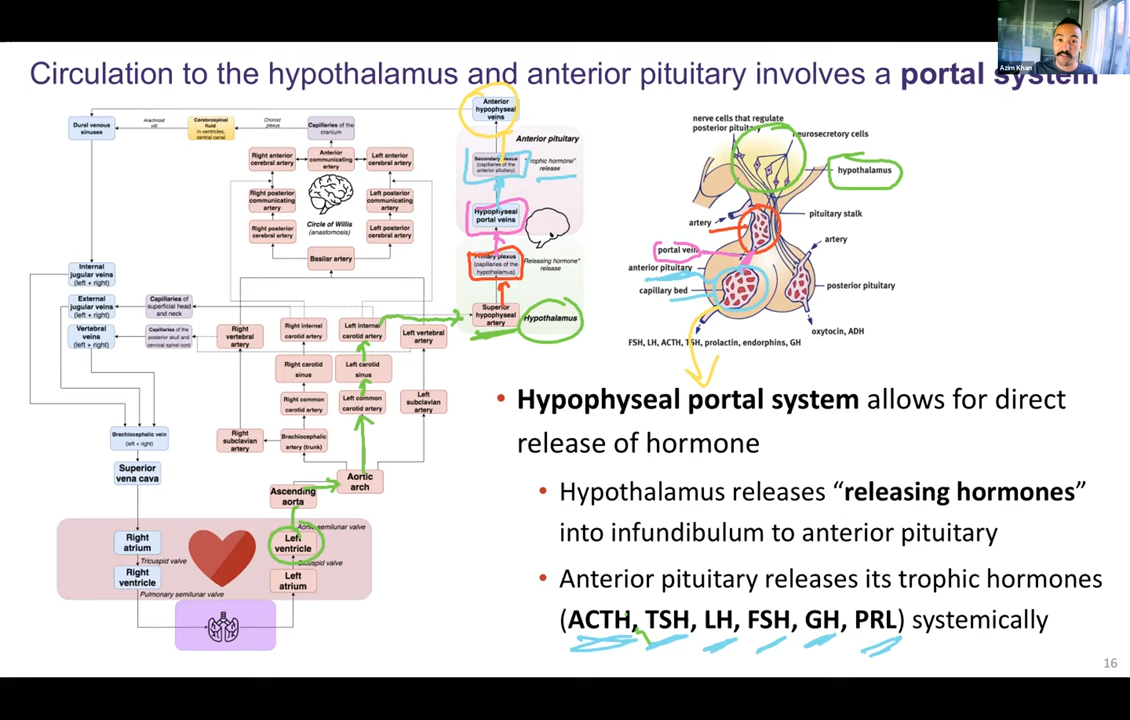 Circulation to the hypothalamus and anterior pituitary involves a portal system
Azim Khan
Dural venous
sinuses
Arachnoid
villi
Cerebrospinal
fluid
in ventricles,
central canal
Choroid
plexus
Capillaries of the
cranium
Right anterior
cerebral artery
Anterior
communicating
artery
Left anterior
cerebral artery
Right posterior
communicating
artery
Left posterior
communicating
artery
Circle of Willis
(anastomosis)
Right posterior
cerebral artery
Left posterior
cerebral artery
Basilar artery
Anterior
hypophyseal
veins
Anterior pituitary
Secondary plexus
(capillaries of the
anterior pituitary)
"Trophic hormone"
release
Hypophyseal
portal veins
Primary plexus
(capillaries of the
hypothalamus)
"Releasing hormone"
release
Superior
hypophyseal
artery
Hypothalamus
Internal
jugular veins
(left + right)
External
jugular veins
(left + right)
Capillaries of
superficial head
and neck
Vertebral
veins
(left + right)
Capillaries of the
posterior skull and
cervical spinal cord
Right
vertebral
artery
Right internal
carotid artery
Left internal
carotid artery
Left vertebral
artery
Right carotid
sinus
Left carotid
sinus
Right common
carotid artery
Left common
carotid artery
Left
subclavian
artery
Brachiocephalic vein
(left + right)
Right
subclavian
artery
Brachiocephalic
artery (trunk)
Superior
vena cava
Ascending
aorta
Aortic
arch
Aortic semilunar valve
Right
atrium
Left
ventricle
Tricuspid valve
Bicuspid valve
Right
ventricle
Left
atrium
Pulmonary semilunar valve
nerve cells that regulate
posterior pituitary
neurosecretory cells
hypothalamus
artery
pituitary stalk
portal vein
artery
anterior pituitary
capillary bed
posterior pituitary
oxytocin, ADH
FSH, LH, ACTH, TSH, prolactin, endorphins, GH
• Hypophyseal portal system allows for direct
release of hormone
• Hypothalamus releases “releasing hormones”
into infundibulum to anterior pituitary
• Anterior pituitary releases its trophic hormones
(ACTH, TSH, LH, FSH, GH, PRL) systemically
16